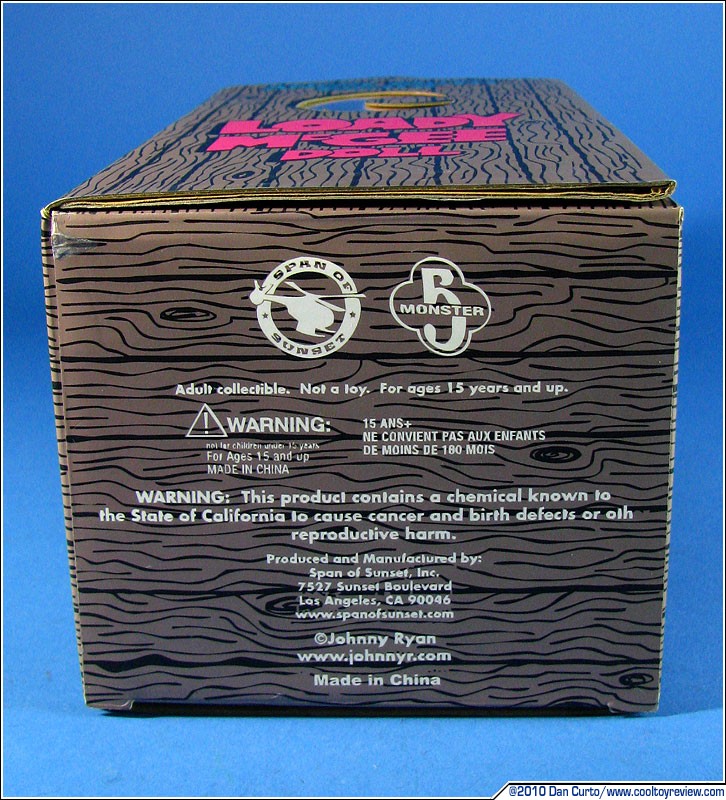 LOADY
McGEE
DOLL
SPAN OF
SUNSET
R
MONSTER
J
Adult collectible. Not a toy. For ages 15 years and up.
WARNING:
not for children under 15 years
For Ages 15 and up
MADE IN CHINA
15 ANS+
NE CONVIENT PAS AUX ENFANTS
DE MOINS DE 180 MOIS
WARNING: This product contains a chemical known to
the State of California to cause cancer and birth defects or oth
reproductive harm.
Produced and Manufactured by:
Span of Sunset, Inc.
7527 Sunset Boulevard
Los Angeles, CA 90046
www.spanofsunset.com
©Johnny Ryan
www.johnnyr.com
Made in China
©2010 Dan Curto/www.cooltoyreview.com